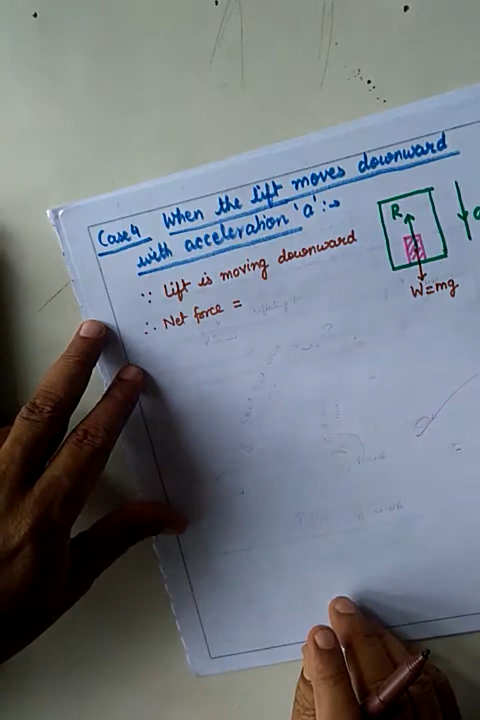 Case 4 When the lift moves downward
with acceleration 'a' :→
∵ Lift is moving downward
∴ Net force =
R
a
W=mg